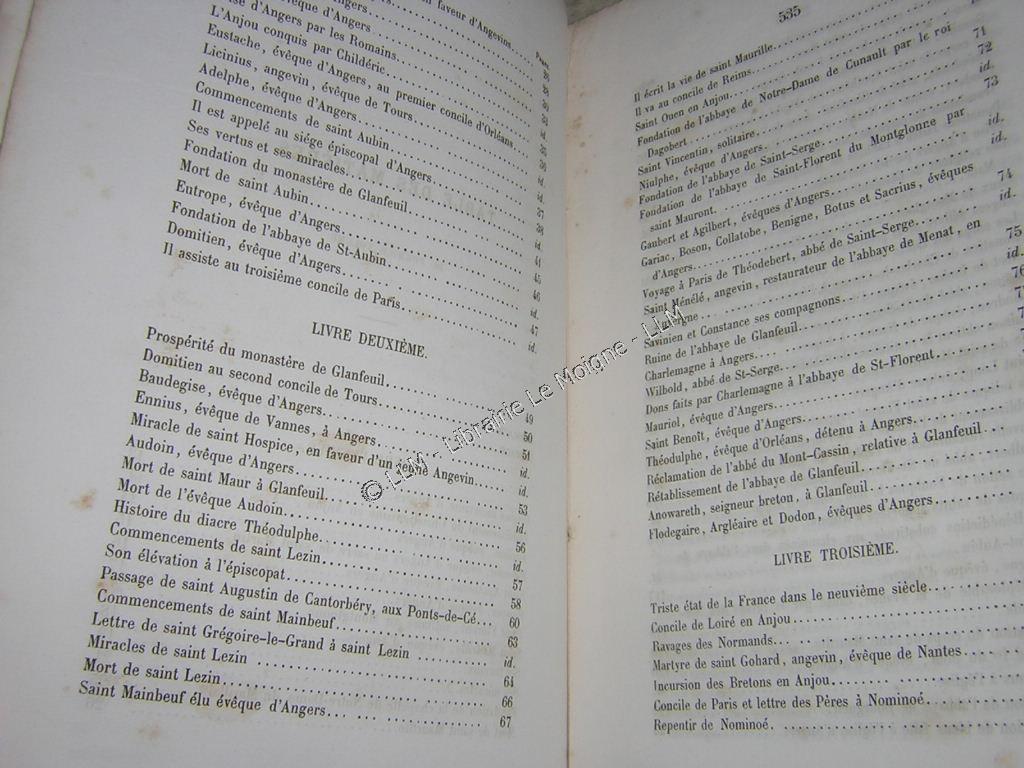 en faveur d'Angevins
évêque d'Angers
d'Angers par les Romains
L'Anjou conquis par Childéric
Eustache, évêque d'Angers, au premier concile d'Orléans
Licinius, angevin, évêque de Tours
Adelphe, évêque d'Angers
Commencements de saint Aubin
Il est appelé au siége épiscopal d'Angers
Ses vertus et ses miracles
Fondation du monastère de Glanfeuil
Mort de saint Aubin
Eutrope, évêque d'Angers
Fondation de l'abbaye de St-Aubin
Domitien, évêque d'Angers
Il assiste au troisième concile de Paris
LIVRE DEUXIÈME.
Prospérité du monastère de Glanfeuil
Domitien au second concile de Tours 49
Baudegise, évêque d'Angers 50
Ennius, évêque de Vannes, à Angers 51
Miracle de saint Hospice, en faveur d'un jeune Angevin id.
Audoin, évêque d'Angers
Mort de saint Maur à Glanfeuil 53
Mort de l'évêque Audoin id.
Histoire du diacre Théodulphe 56
Commencements de saint Lezin id.
Son élévation à l'épiscopat 57
Passage de saint Augustin de Cantorbéry, aux Ponts-de-Cé 58
Commencements de saint Mainbeuf 60
Lettre de saint Grégoire-le-Grand à saint Lezin 63
Miracles de saint Lezin id.
Mort de saint Lezin 64
Saint Mainbeuf élu évêque d'Angers 66
67
535
Il écrit la vie de saint Maurille
Il va au concile de Reims 71
Saint Ouen en Anjou 72
Fondation de l'abbaye de Notre-Dame de Cunault par le roi
Dagobert id.
Saint Vincentin, solitaire 73
Niulphe, évêque d'Angers
Fondation de l'abbaye de Saint-Serge id.
Fondation de l'abbaye de Saint-Florent du Montglonne par
saint Mauront id.
Gaubert et Agilbert, évêques d'Angers
Gariac, Boson, Collatobe, Benigne, Botus et Sacrius, évêques
d'Angers 74
Voyage à Paris de Théodebert, abbé de Saint-Serge id.
Saint Ménélé, angevin, restaurateur de l'abbaye de Menat, en
Savinien et Constance ses compagnons 75
Ruine de l'abbaye de Glanfeuil id.
Charlemagne à Angers
Wilbold, abbé de St-Serge
Dons faits par Charlemagne à l'abbaye de St-Florent
Mauriol, évêque d'Angers
Saint Benoît, évêque d'Angers
Théodulphe, évêque d'Orléans, détenu à Angers
Réclamation de l'abbé du Mont-Cassin, relative à Glanfeuil
Rétablissement de l'abbaye de Glanfeuil
Anowareth, seigneur breton, à Glanfeuil
Flodegaire, Argléaire et Dodon, évêques d'Angers
LIVRE TROISIÈME.
Triste état de la France dans le neuvième siècle
Concile de Loiré en Anjou
Ravages des Normands
Martyre de saint Gohard, angevin, évêque de Nantes
Incursion des Bretons en Anjou
Concile de Paris et lettre des Pères à Nominoé
Repentir de Nominoé
© LLM - Librairie Le Moigne - LLM